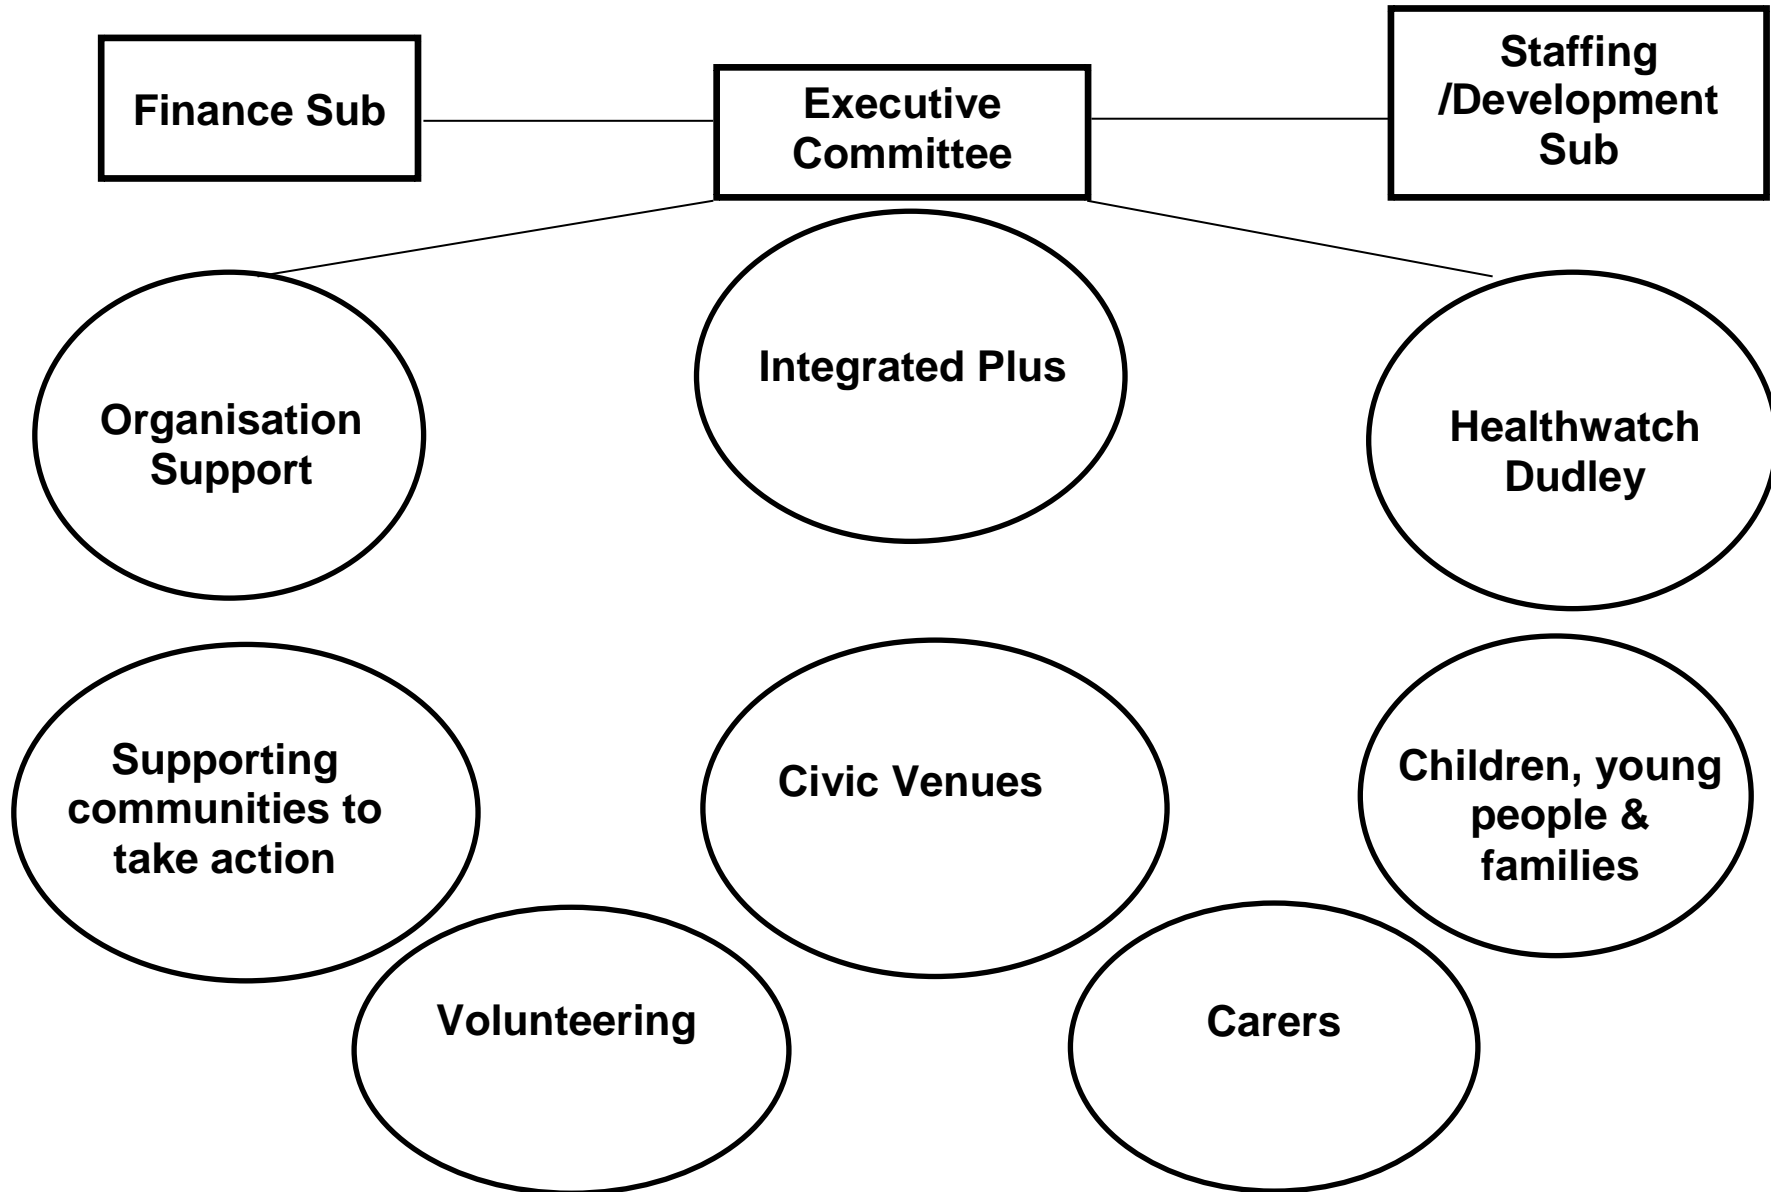 Finance Sub
Executive
Committee
Staffing
/Development
Sub
Organisation
Support
Integrated Plus
Healthwatch
Dudley
Supporting
communities to
take action
Civic Venues
Children, young
people &
families
Volunteering
Carers